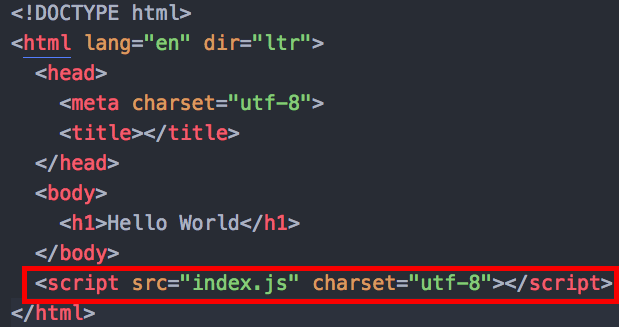 <!DOCTYPE html>
<html lang="en" dir="ltr">
  <head>
    <meta charset="utf-8">
    <title></title>
  </head>
  <body>
    <h1>Hello World</h1>
  </body>
  <script src="index.js" charset="utf-8"></script>
</html>